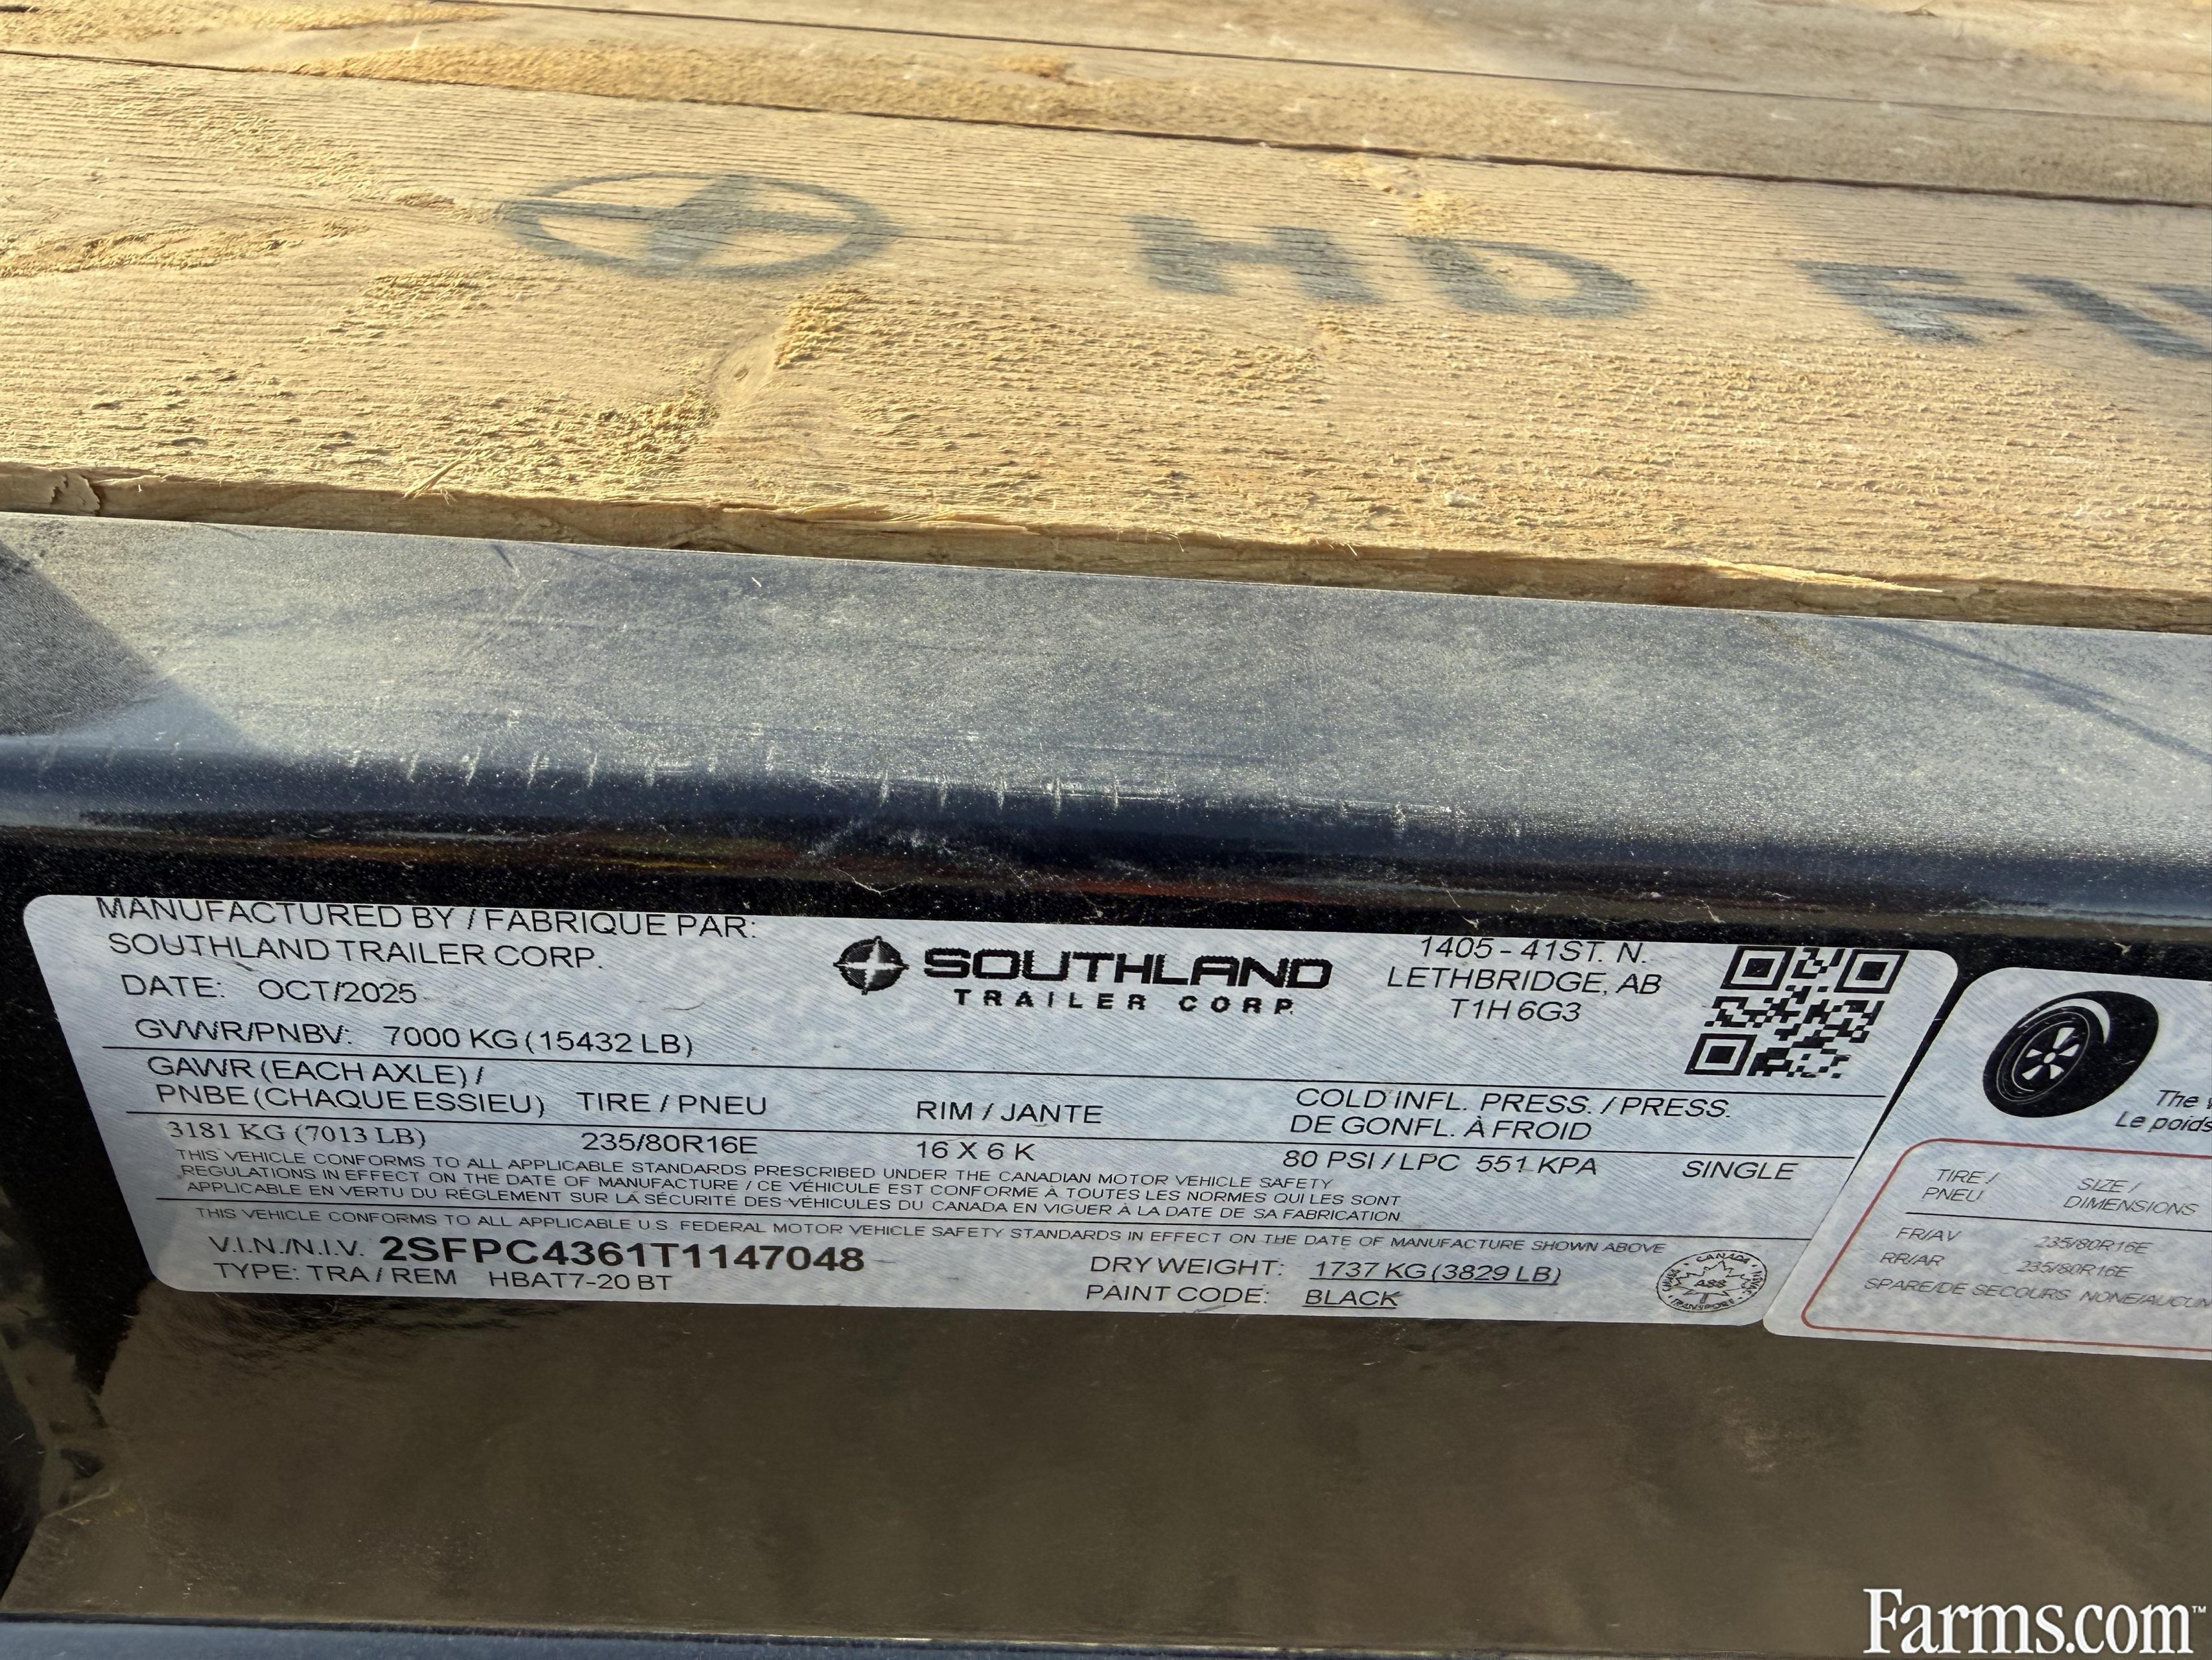 HD
MANUFACTURED BY / FABRIQUE PAR:
SOUTHLAND TRAILER CORP.
DATE: OCT/2025
GVWR/PNBV: 7000 KG (15432 LB)
SOUTHLAND
TRAILER CORP.
1405 - 41ST. N.
LETHBRIDGE, AB
T1H 6G3
GAWR (EACH AXLE) /
PNBE (CHAQUE ESSIEU) TIRE / PNEU RIM / JANTE COLD INFL. PRESS. / PRESS.
DE GONFL. À FROID
3181 KG (7013 LB) 235/80R16E 16 X 6 K 80 PSI / LPC 551 KPA SINGLE
THIS VEHICLE CONFORMS TO ALL APPLICABLE STANDARDS PRESCRIBED UNDER THE CANADIAN MOTOR VEHICLE SAFETY
REGULATIONS IN EFFECT ON THE DATE OF MANUFACTURE / CE VÉHICULE EST CONFORME À TOUTES LES NORMES QUI LES SONT
APPLICABLE EN VERTU DU RÉGLEMENT SUR LA SÉCURITÉ DES VÉHICULES DU CANADA EN VIGUER À LA DATE DE SA FABRICATION
THIS VEHICLE CONFORMS TO ALL APPLICABLE U.S. FEDERAL MOTOR VEHICLE SAFETY STANDARDS IN EFFECT ON THE DATE OF MANUFACTURE SHOWN ABOVE
V.I.N./N.I.V. 2SFPC4361T1147048
TYPE: TRA / REM HBAT7-20 BT
DRY WEIGHT: 1737 KG (3829 LB)
PAINT CODE: BLACK
CANADA
TRANSPORT
The
Le poids
TIRE / PNEU
SIZE / DIMENSIONS
FR/AV 235/80R16E
RR/AR 235/80R16E
SPARE/DE SECOURS NONE/AUCUN
Farms.com™